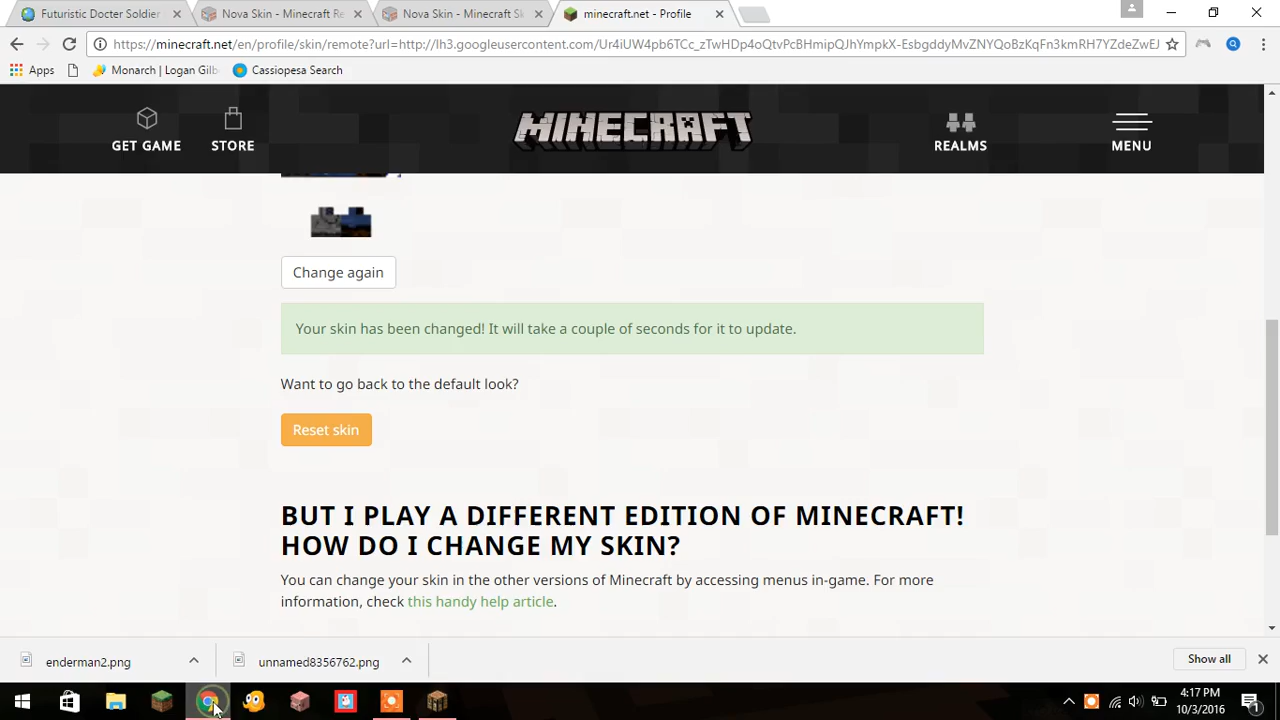 Futuristic Docter Soldier
Nova Skin - Minecraft Re
Nova Skin - Minecraft Sk
minecraft.net - Profile
https://minecraft.net/en/profile/skin/remote?url=http://lh3.googleusercontent.com/Ur4iUW4pb6TCc_zTwHDp4oQtvPcBHmipQJhYmpkX-EsbgddyMvZNYQoBzKqFn3kmRH7YZdeZwEJ
Apps
Monarch | Logan Gilb
Cassiopesa Search
GET GAME
STORE
MINECRAFT
REALMS
MENU
Change again
Your skin has been changed! It will take a couple of seconds for it to update.
Want to go back to the default look?
Reset skin
BUT I PLAY A DIFFERENT EDITION OF MINECRAFT!
HOW DO I CHANGE MY SKIN?
You can change your skin in the other versions of Minecraft by accessing menus in-game. For more
information, check this handy help article.
enderman2.png
unnamed8356762.png
Show all
4:17 PM
10/3/2016
1